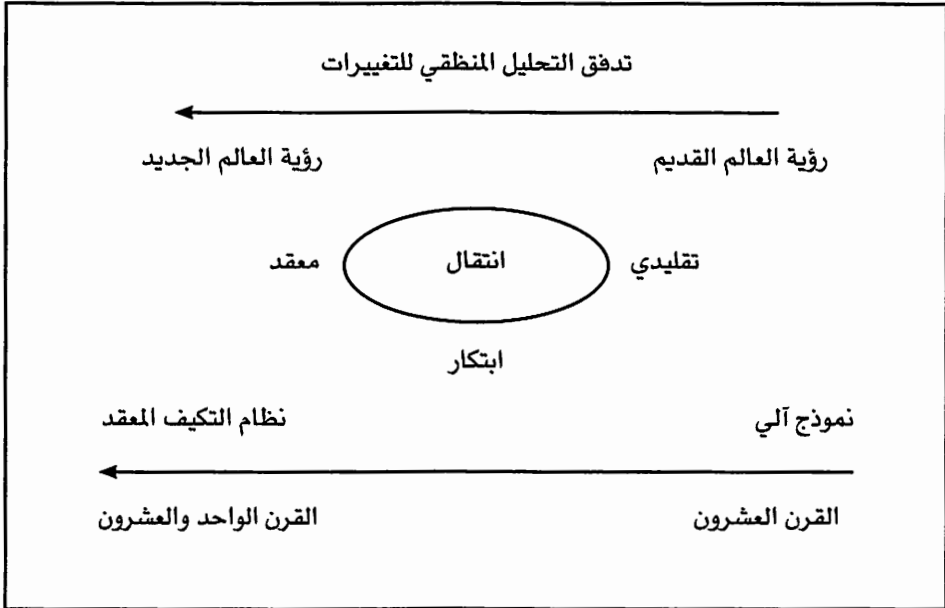 تدفق التحليل المنظقي للتغييرات
رؤية العالم القديم رؤية العالم الجديد
تقليدي انتقال معقد
ابتكار
نموذج آلي نظام التكيف المعقد
القرن العشرون القرن الواحد والعشرون